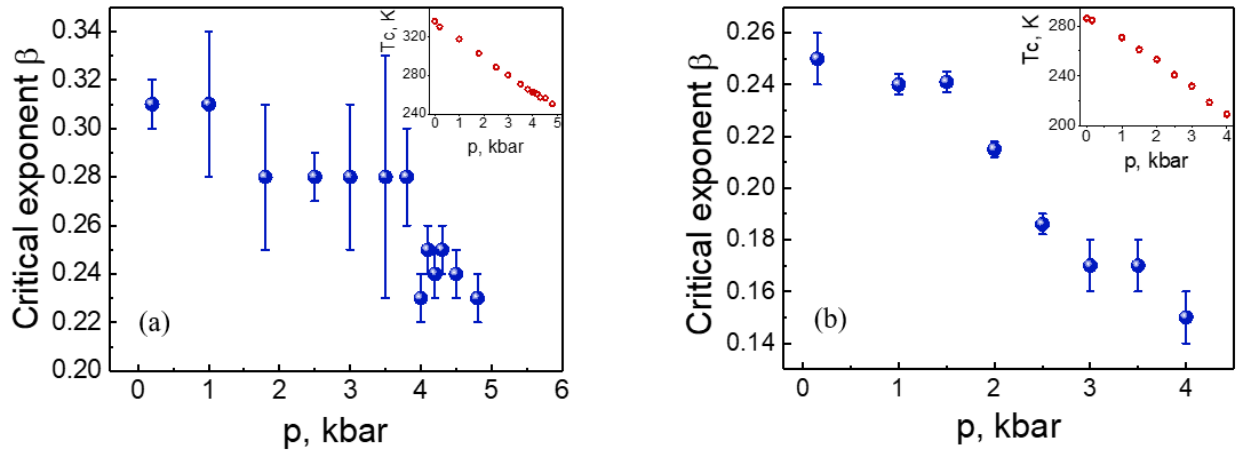 Critical exponent β
0.34
0.32
0.30
0.28
0.26
0.24
0.22
0.20
0 1 2 3 4 5 6
p, kbar
(a)
Tc, K
320
280
240
0 1 2 3 4 5
p, kbar
Critical exponent β
0.26
0.24
0.22
0.20
0.18
0.16
0.14
0 1 2 3 4
p, kbar
(b)
Tc, K
280
240
200
0 1 2 3 4
p, kbar